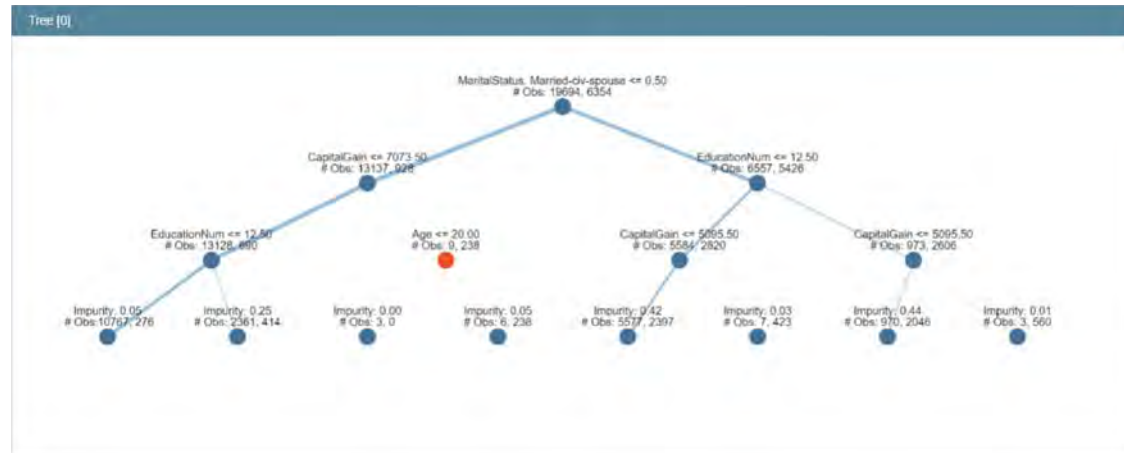 Tree [0]
MaritalStatus, Married-civ-spouse <= 0.50
# Obs: 19694, 6354
CapitalGain <= 7073.50
# Obs: 13137, 928
EducationNum <= 12.50
# Obs: 6557, 5426
EducationNum <= 12.50
# Obs: 13128, 690
Age <= 20.00
# Obs: 9, 238
CapitalGain <= 5095.50
# Obs: 5584, 2820
CapitalGain <= 5095.50
# Obs: 973, 2606
Impurity: 0.05
# Obs:10767, 276
Impurity: 0.25
# Obs: 2361, 414
Impurity: 0.00
# Obs: 3, 0
Impurity: 0.05
# Obs: 6, 238
Impurity: 0.42
# Obs: 5577, 2397
Impurity: 0.03
# Obs: 7, 423
Impurity: 0.44
# Obs: 970, 2046
Impurity: 0.01
# Obs: 3, 560